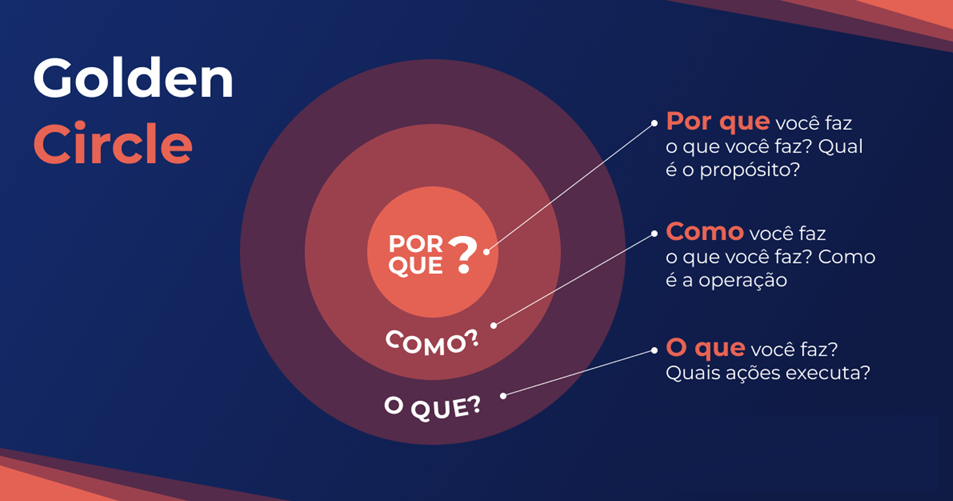 Golden
Circle
POR
QUE ?
COMO?
O QUE?
Por que você faz
o que você faz? Qual
é o propósito?
Como você faz
o que você faz? Como
é a operação
O que você faz?
Quais ações executa?